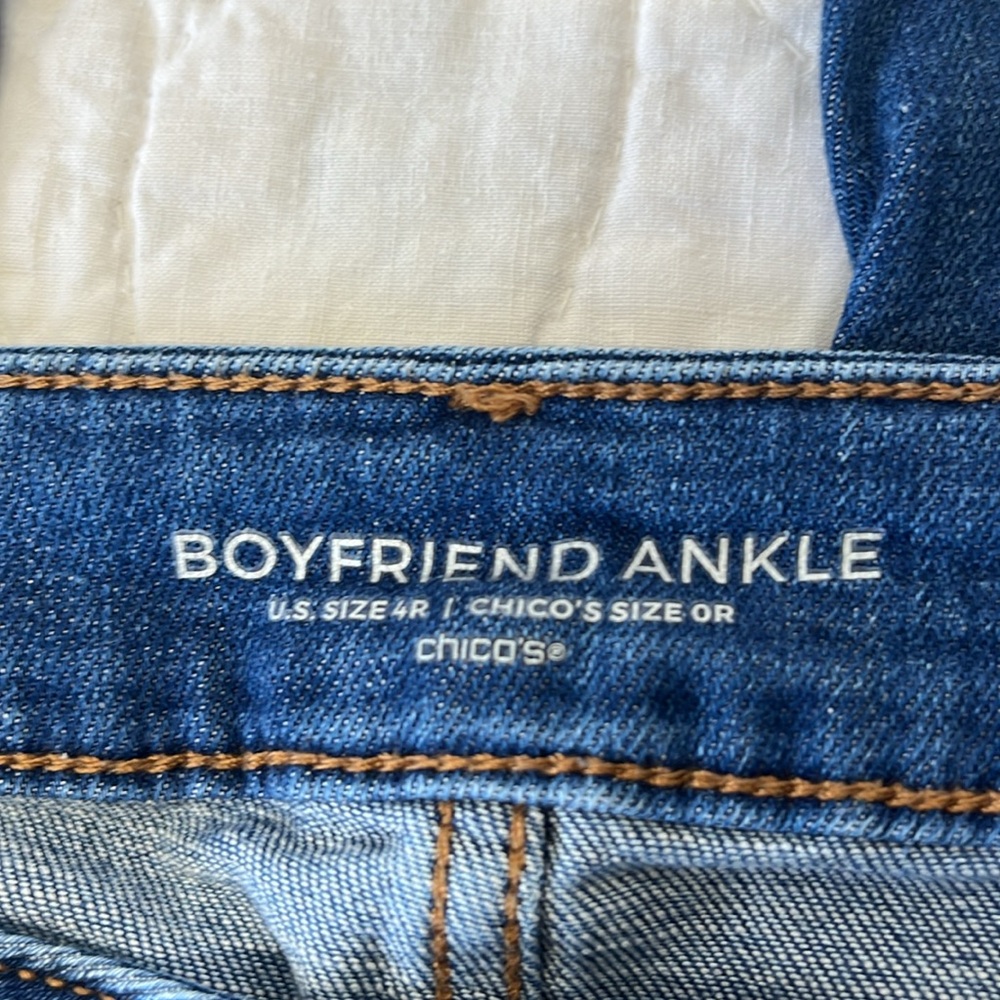 BOYFRIEND ANKLE
U.S. SIZE 4R / CHICO'S SIZE 0R
chico's®